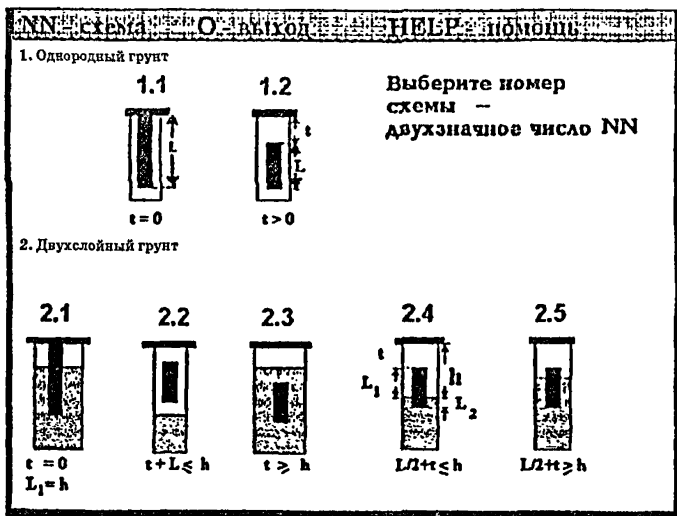 NN - схема О - выход HELP - помощь
1. Однородный грунт
1.1 1.2
Выберите номер
схемы –
двухзначное число NN
L t L
t = 0 t > 0
2. Двухслойный грунт
2.1 2.2 2.3 2.4 2.5
t h
L₁ L₂
t = 0 t + L ⩽ h t ⩾ h L/2+t ⩽ h L/2+t ⩾ h
L₁ = h